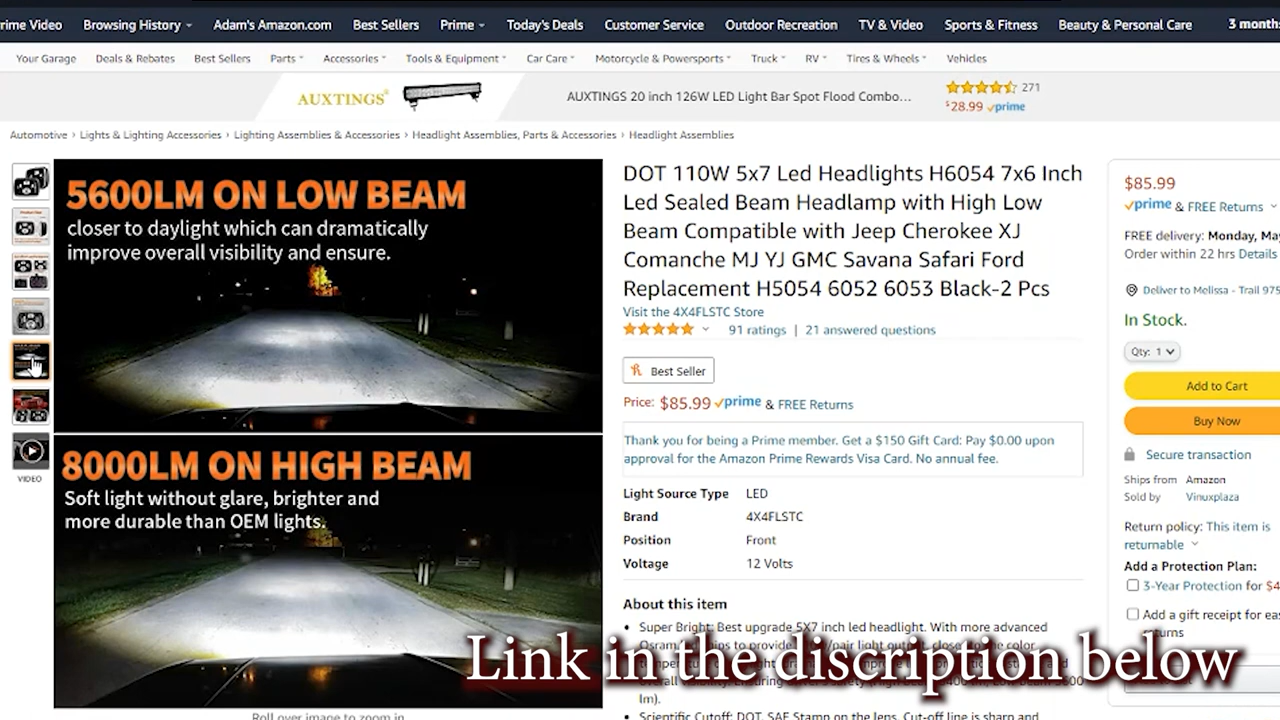 rime Video Browsing History Adam's Amazon.com Best Sellers Prime Today's Deals Customer Service Outdoor Recreation TV & Video Sports & Fitness Beauty & Personal Care 3 month
Your Garage Deals & Rebates Best Sellers Parts Accessories Tools & Equipment Car Care Motorcycle & Powersports Truck RV Tires & Wheels Vehicles
AUXTINGS® AUXTINGS 20 inch 126W LED Light Bar Spot Flood Combo… 271
$28.99 prime
Automotive › Lights & Lighting Accessories › Lighting Assemblies & Accessories › Headlight Assemblies, Parts & Accessories › Headlight Assemblies
VIDEO
5600LM ON LOW BEAM
closer to daylight which can dramatically
improve overall visibility and ensure.
8000LM ON HIGH BEAM
Soft light without glare, brighter and
more durable than OEM lights.
Roll over image to zoom in
DOT 110W 5x7 Led Headlights H6054 7x6 Inch
Led Sealed Beam Headlamp with High Low
Beam Compatible with Jeep Cherokee XJ
Comanche MJ YJ GMC Savana Safari Ford
Replacement H5054 6052 6053 Black-2 Pcs
Visit the 4X4FLSTC Store
91 ratings | 21 answered questions
Best Seller
Price: $85.99 prime & FREE Returns
Thank you for being a Prime member. Get a $150 Gift Card: Pay $0.00 upon
approval for the Amazon Prime Rewards Visa Card. No annual fee.
Light Source Type LED
Brand 4X4FLSTC
Position Front
Voltage 12 Volts
About this item
• Super Bright: Best upgrade 5X7 inch led headlight. With more advanced
lm).
• Scientific Cutoff: DOT, SAE Stamp on the lens. Cut-off line is sharp and
$85.99
prime & FREE Returns
FREE delivery: Monday, May
Order within 22 hrs Details
Deliver to Melissa - Trail 975
In Stock.
Qty: 1
Add to Cart
Buy Now
Secure transaction
Ships from Amazon
Sold by Vinuxplaza
Return policy: This item is
returnable
Add a Protection Plan:
3-Year Protection for $4
Add a gift receipt for eas
Link in the discription below